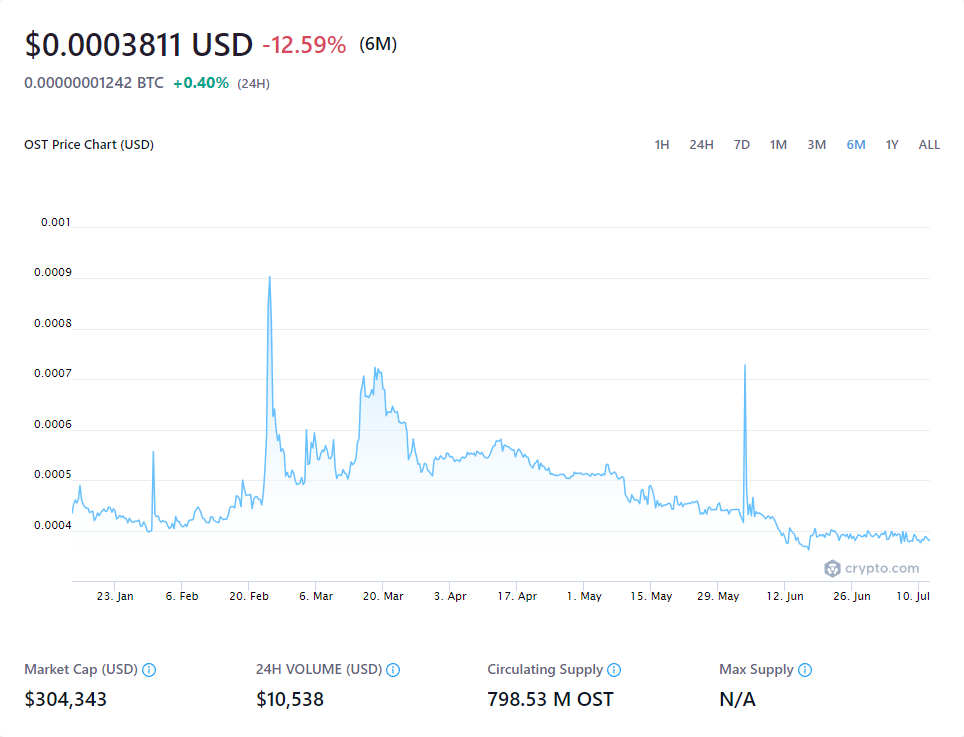 $0.0003811 USD -12.59% (6M)
0.00000001242 BTC +0.40% (24H)
OST Price Chart (USD) 1H 24H 7D 1M 3M 6M 1Y ALL
0.001
0.0009
0.0008
0.0007
0.0006
0.0005
0.0004
crypto.com
23. Jan 6. Feb 20. Feb 6. Mar 20. Mar 3. Apr 17. Apr 1. May 15. May 29. May 12. Jun 26. Jun 10. Jul
Market Cap (USD) 24H VOLUME (USD) Circulating Supply Max Supply
$304,343 $10,538 798.53 M OST N/A